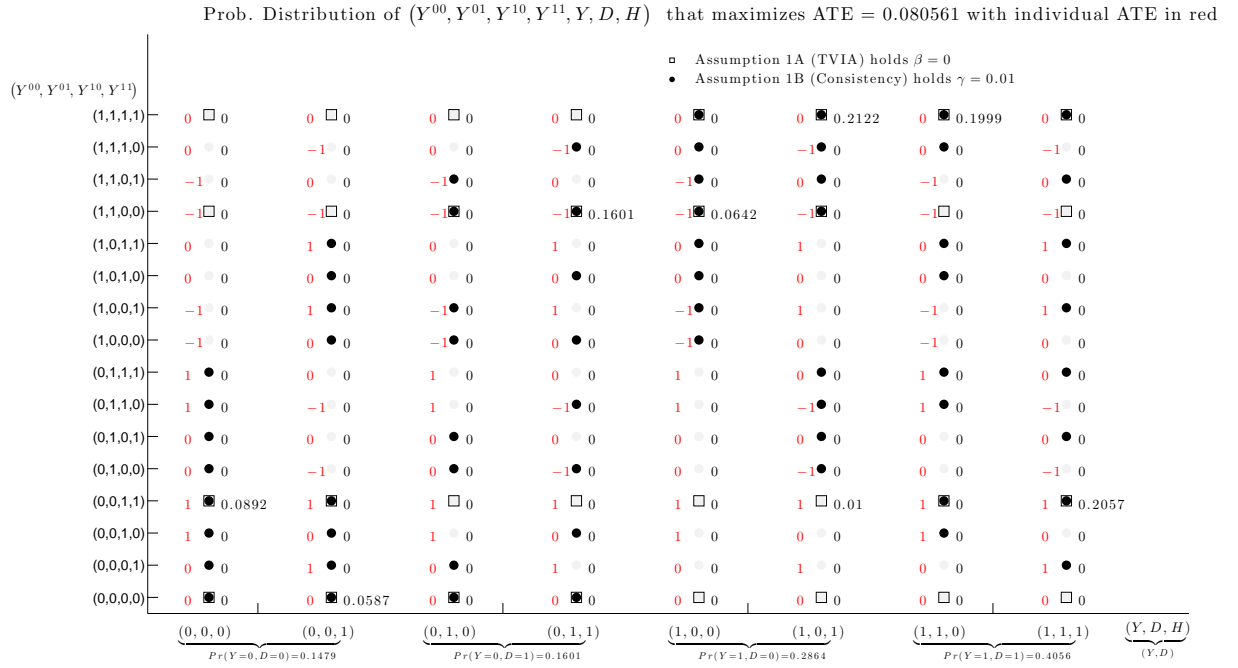 Prob. Distribution of (Y^00, Y^01, Y^10, Y^11, Y, D, H) that maximizes ATE = 0.080561 with individual ATE in red
□ Assumption 1A (TVIA) holds β = 0
● Assumption 1B (Consistency) holds γ = 0.01
(Y^00, Y^01, Y^10, Y^11)
(1,1,1,1) 0 0 0 0 0 0 0 0 0 0 0 0.2122 0 0.1999 0 0
(1,1,1,0) 0 0 −1 0 0 0 −1 0 0 0 −1 0 0 0 −1 0
(1,1,0,1) −1 0 0 0 −1 0 0 0 −1 0 0 0 −1 0 0 0
(1,1,0,0) −1 0 −1 0 −1 0 −1 0.1601 −1 0.0642 −1 0 −1 0 −1 0
(1,0,1,1) 0 0 1 0 0 0 1 0 0 0 1 0 0 0 1 0
(1,0,1,0) 0 0 0 0 0 0 0 0 0 0 0 0 0 0 0 0
(1,0,0,1) −1 0 1 0 −1 0 1 0 −1 0 1 0 −1 0 1 0
(1,0,0,0) −1 0 0 0 −1 0 0 0 −1 0 0 0 −1 0 0 0
(0,1,1,1) 1 0 0 0 1 0 0 0 1 0 0 0 1 0 0 0
(0,1,1,0) 1 0 −1 0 1 0 −1 0 1 0 −1 0 1 0 −1 0
(0,1,0,1) 0 0 0 0 0 0 0 0 0 0 0 0 0 0 0 0
(0,1,0,0) 0 0 −1 0 0 0 −1 0 0 0 −1 0 0 0 −1 0
(0,0,1,1) 1 0.0892 1 0 1 0 1 0 1 0 1 0.01 1 0 1 0.2057
(0,0,1,0) 1 0 0 0 1 0 0 0 1 0 0 0 1 0 0 0
(0,0,0,1) 0 0 1 0 0 0 1 0 0 0 1 0 0 0 1 0
(0,0,0,0) 0 0 0 0.0587 0 0 0 0 0 0 0 0 0 0 0 0
(0, 0, 0) (0, 0, 1) (0, 1, 0) (0, 1, 1) (1, 0, 0) (1, 0, 1) (1, 1, 0) (1, 1, 1) (Y, D, H)
Pr(Y=0,D=0)=0.1479 Pr(Y=0,D=1)=0.1601 Pr(Y=1,D=0)=0.2864 Pr(Y=1,D=1)=0.4056 (Y,D)